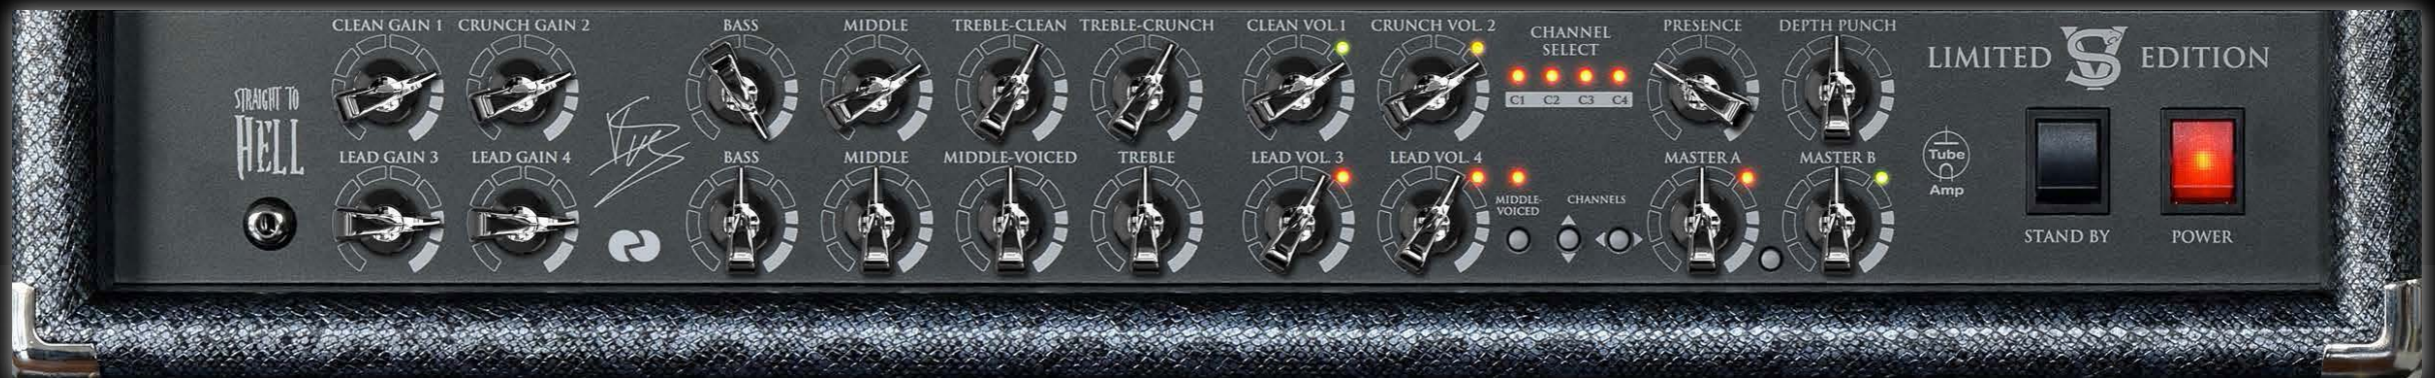 CLEAN GAIN 1 CRUNCH GAIN 2 BASS MIDDLE TREBLE-CLEAN TREBLE-CRUNCH CLEAN VOL.1 CRUNCH VOL. 2 CHANNEL SELECT PRESENCE DEPTH PUNCH
C1 C2 C3 C4
LIMITED VS EDITION
STRAIGHT TO
HELL
LEAD GAIN 3 LEAD GAIN 4 BASS MIDDLE MIDDLE-VOICED TREBLE LEAD VOL. 3 LEAD VOL. 4 MASTER A MASTER B
Tube
Amp
MIDDLE-
VOICED
CHANNELS
STAND BY POWER